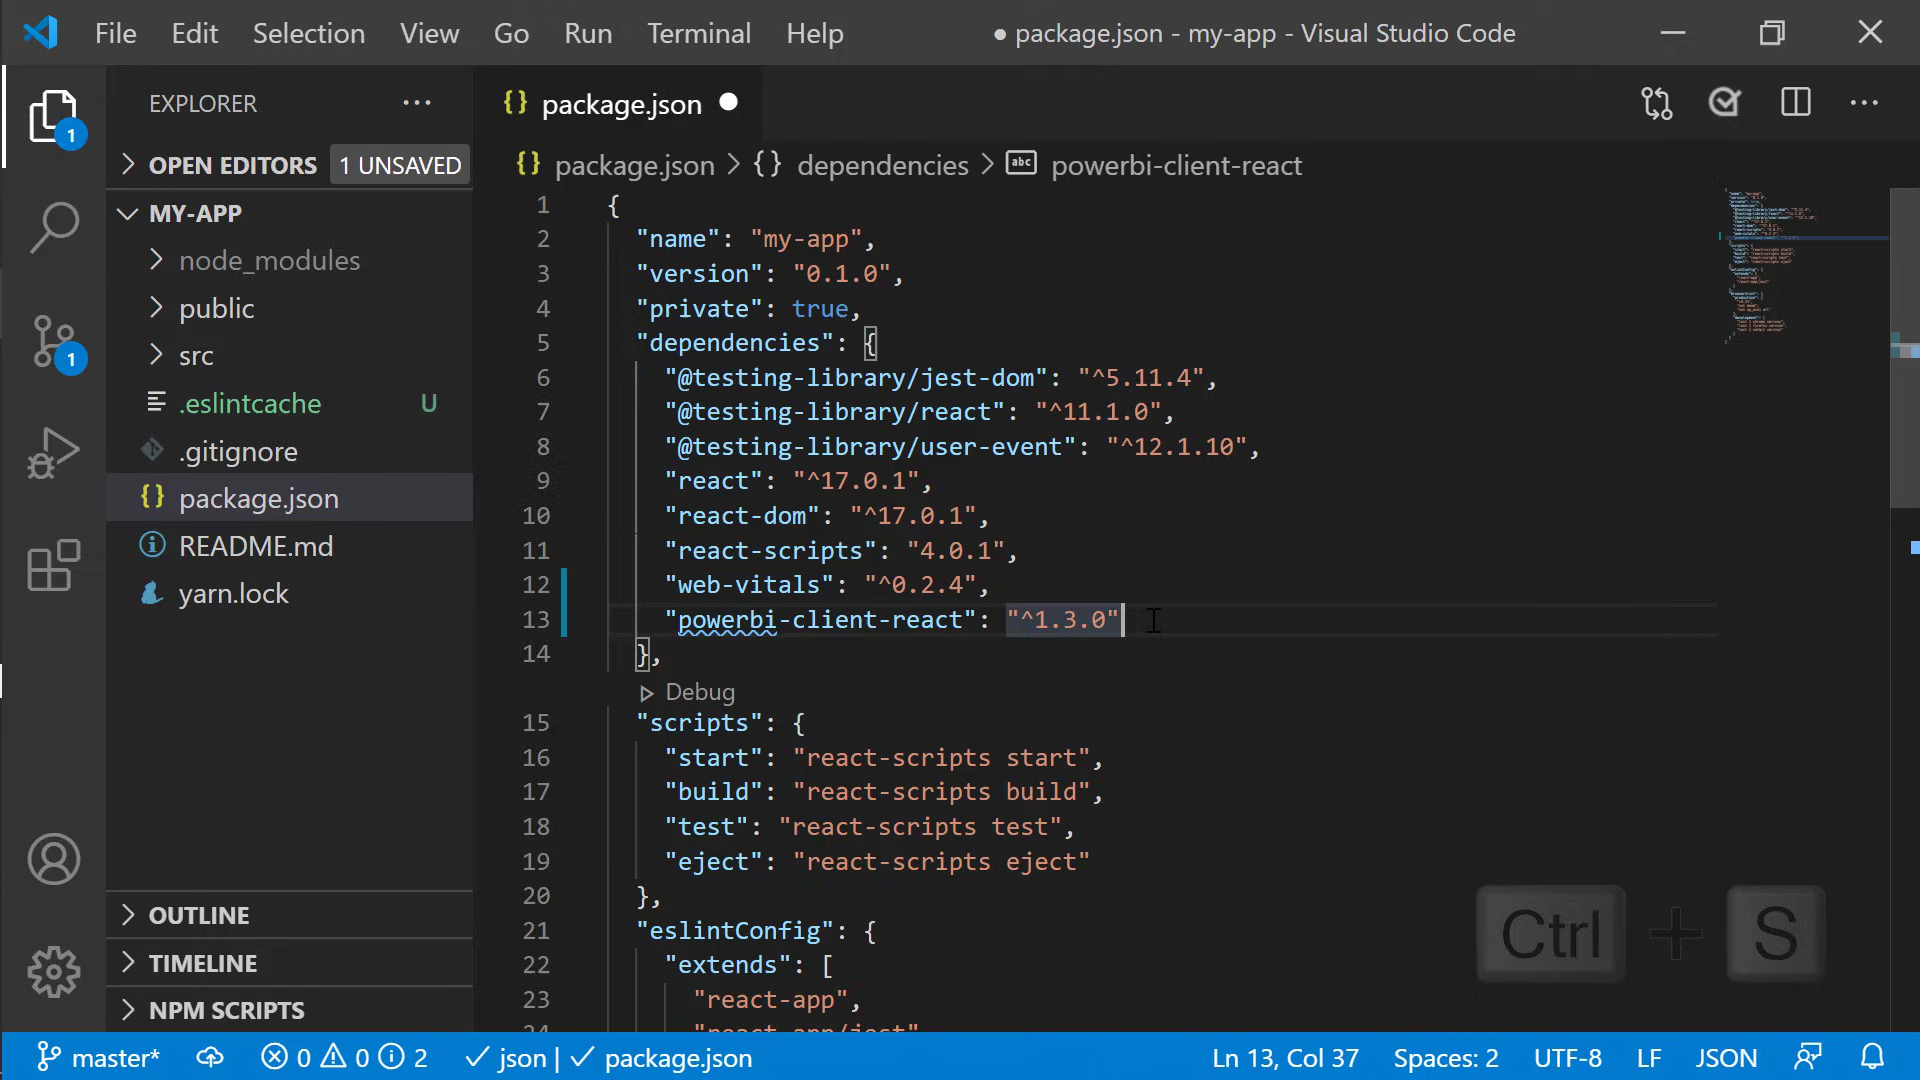 File Edit Selection View Go Run Terminal Help
● package.json - my-app - Visual Studio Code
EXPLORER
{} package.json
1
OPEN EDITORS
1 UNSAVED
package.json > {} dependencies > abc powerbi-client-react
MY-APP
node_modules
public
src
.eslintcache U
.gitignore
{} package.json
README.md
yarn.lock
1
OUTLINE
TIMELINE
NPM SCRIPTS
1 {
2 "name": "my-app",
3 "version": "0.1.0",
4 "private": true,
5 "dependencies": {
6 "@testing-library/jest-dom": "^5.11.4",
7 "@testing-library/react": "^11.1.0",
8 "@testing-library/user-event": "^12.1.10",
9 "react": "^17.0.1",
10 "react-dom": "^17.0.1",
11 "react-scripts": "4.0.1",
12 "web-vitals": "^0.2.4",
13 "powerbi-client-react": "^1.3.0"
14 },
Debug
15 "scripts": {
16 "start": "react-scripts start",
17 "build": "react-scripts build",
18 "test": "react-scripts test",
19 "eject": "react-scripts eject"
20 },
21 "eslintConfig": {
22 "extends": [
23 "react-app",
24 "react-app/jest"
Ctrl + S
master* 0 0 2 json | package.json
Ln 13, Col 37 Spaces: 2 UTF-8 LF JSON